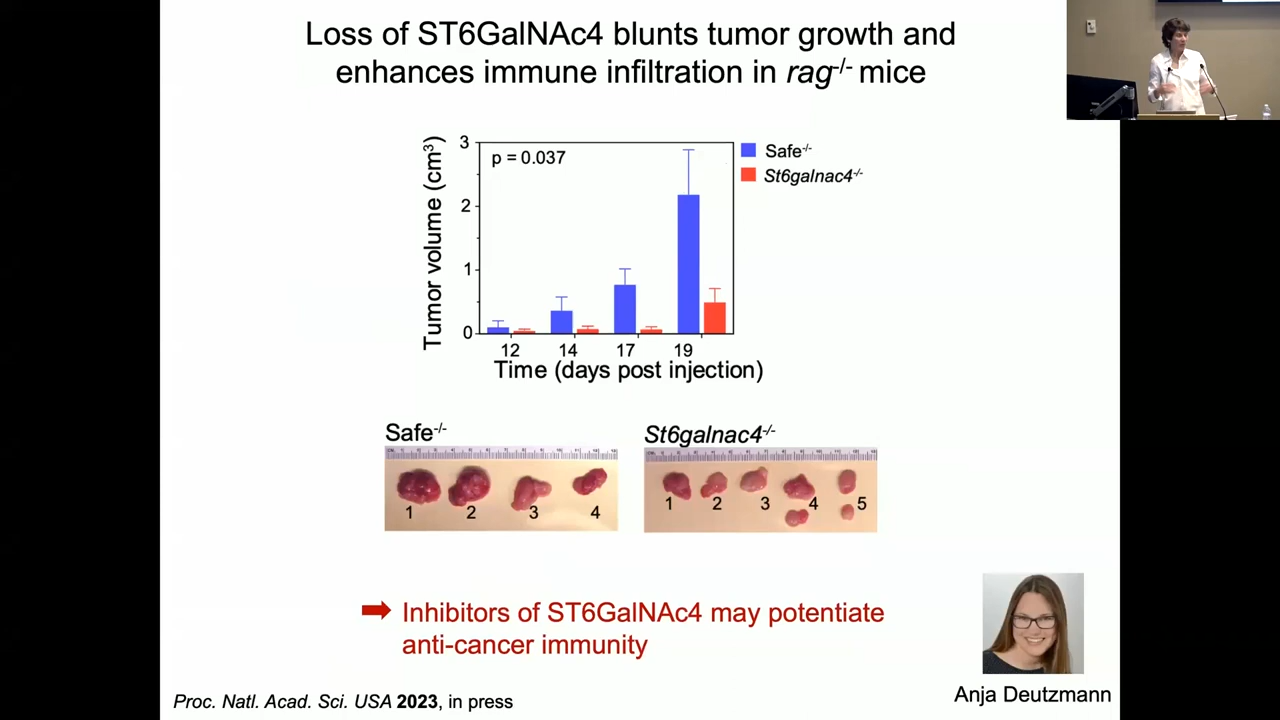 Loss of ST6GalNAc4 blunts tumor growth and
enhances immune infiltration in rag-/- mice
Tumor volume (cm3)
3
2
1
0
p = 0.037
Safe-/-
St6galnac4-/-
12 14 17 19
Time (days post injection)
Safe-/-
1 2 3 4
St6galnac4-/-
1 2 3 4 5
Inhibitors of ST6GalNAc4 may potentiate
anti-cancer immunity
Anja Deutzmann
Proc. Natl. Acad. Sci. USA 2023, in press